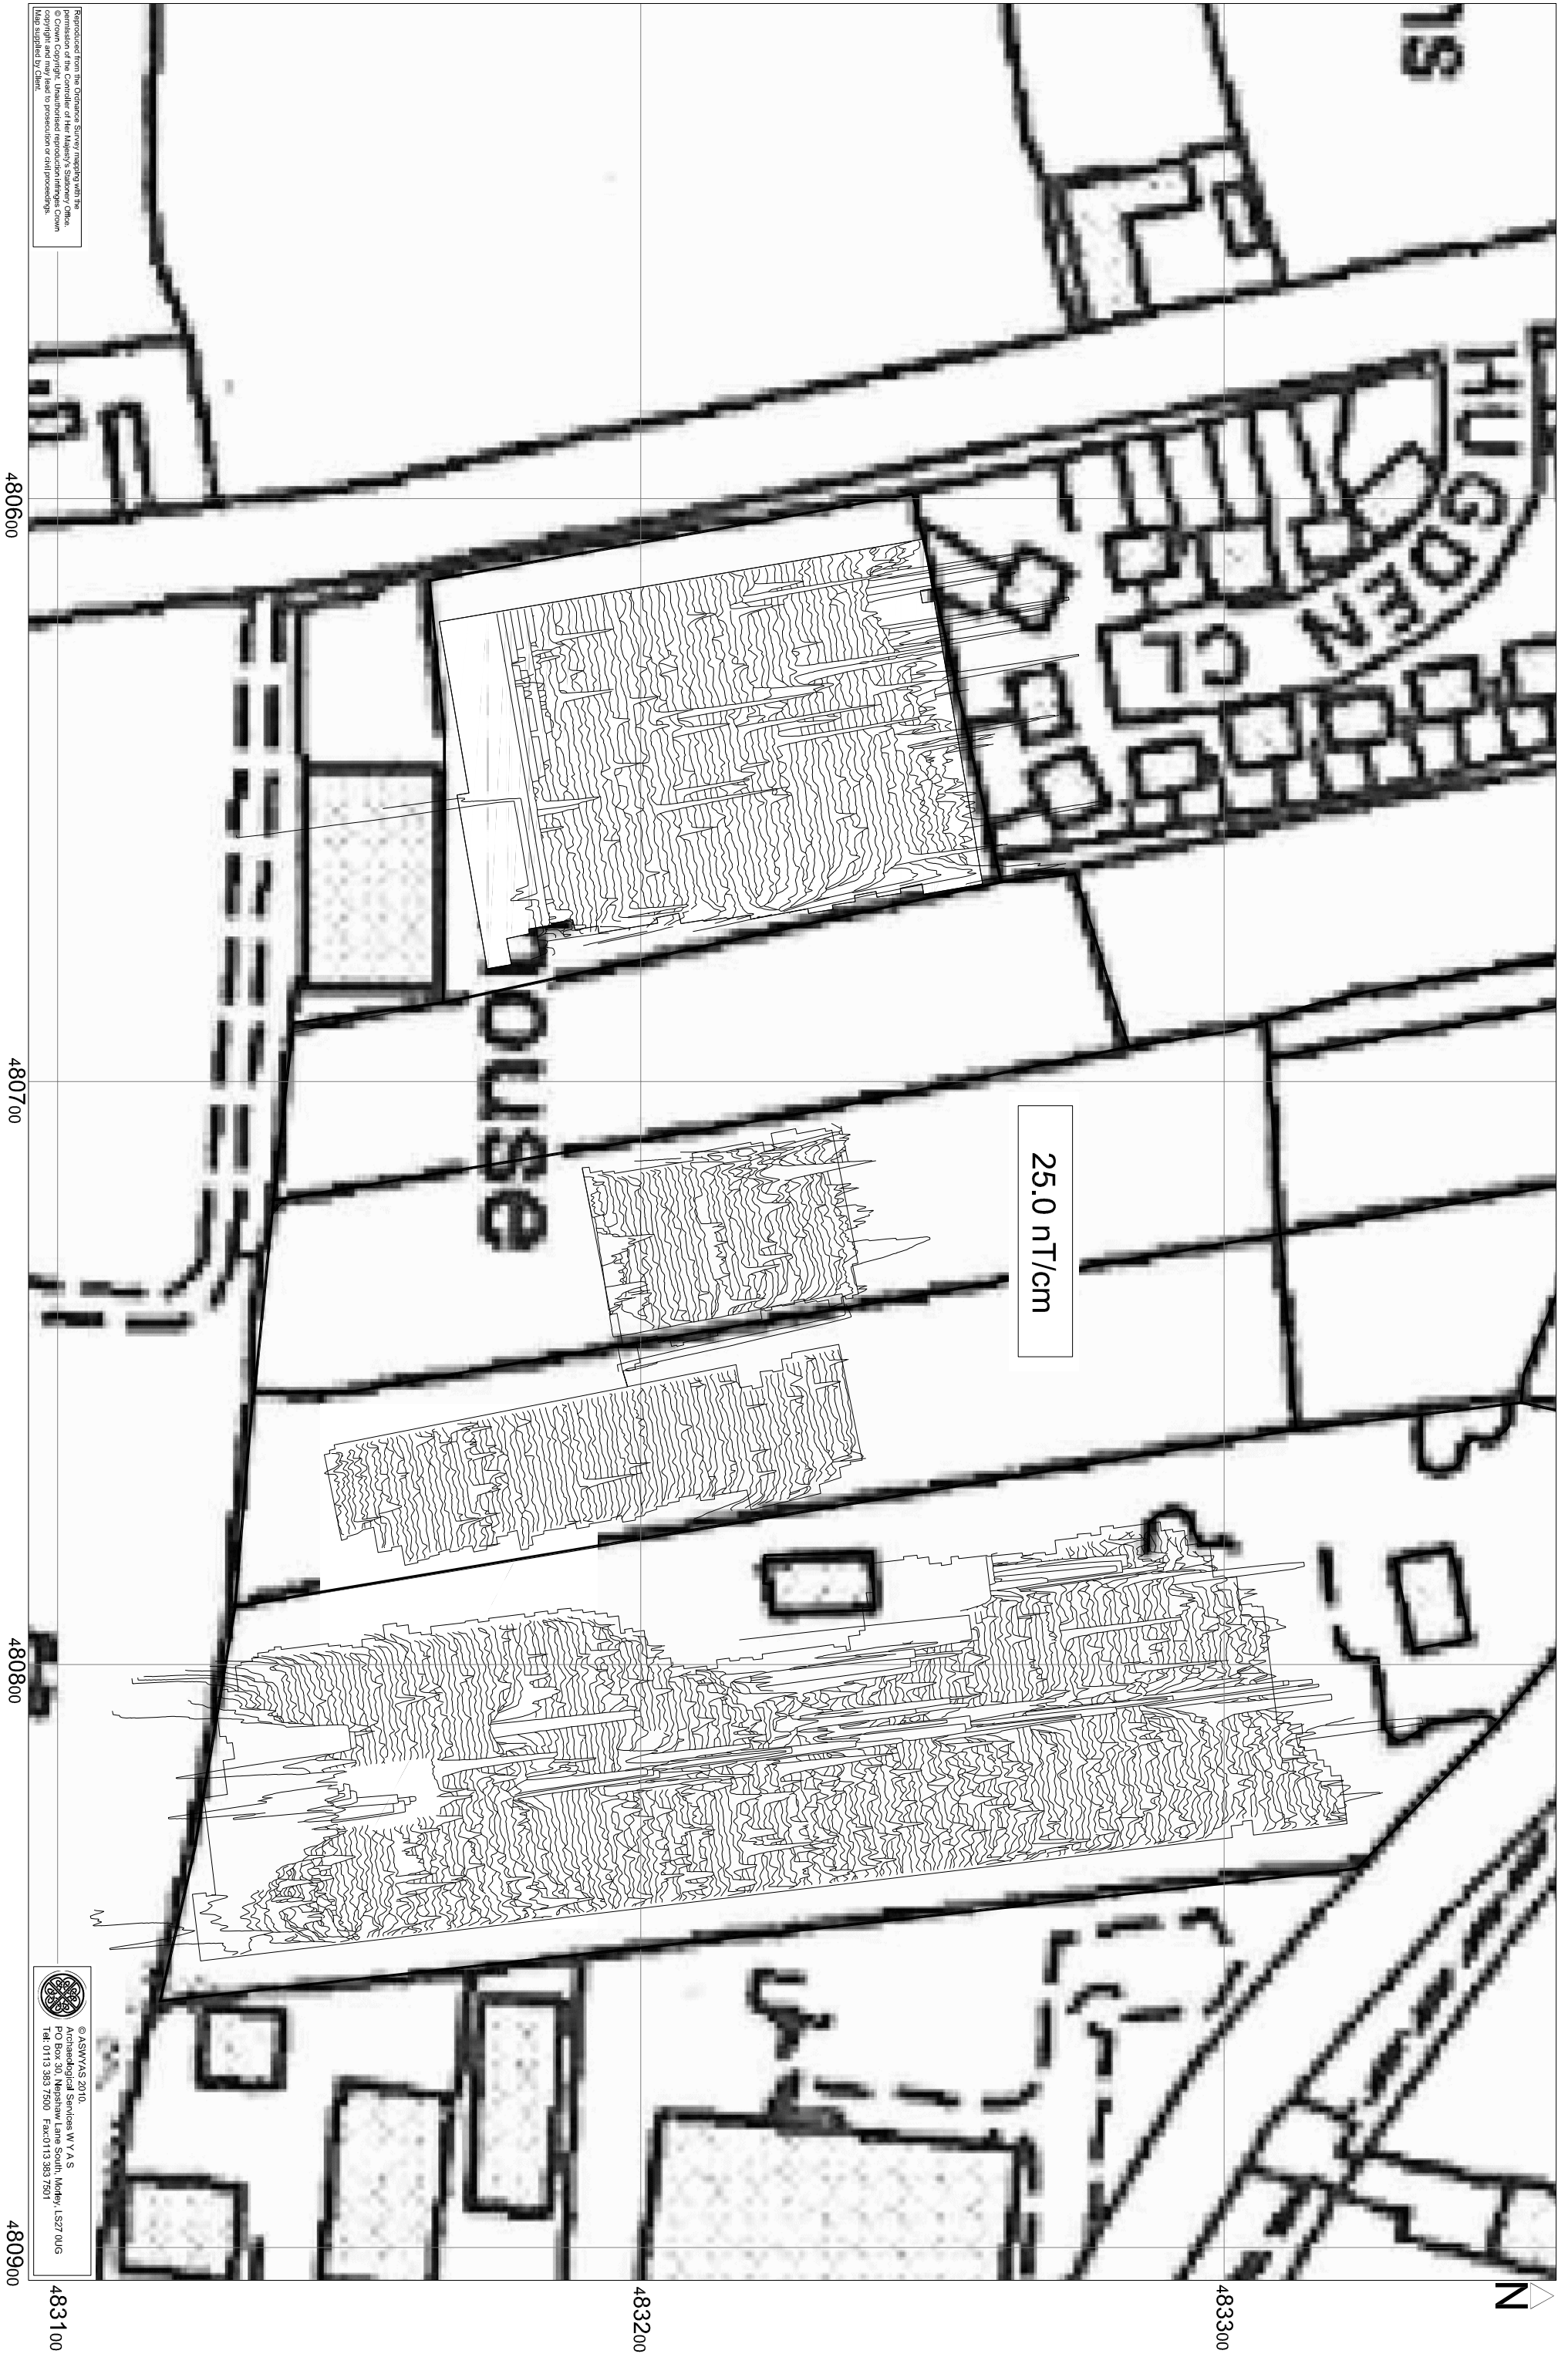 Reproduced from the Ordnance Survey mapping with the
permission of the Controller of Her Majesty's Stationery Office.
© Crown Copyright. Unauthorised reproduction infringes Crown
copyright and may lead to prosecution or civil proceedings.
Map supplied by Client.
HUGDEN
CL
ouse
25.0 nT/cm
480600
480700
480800
480900
483100
483200
483300
N
© ASWYAS 2010.
Archaeological Services W Y A S
PO Box 30, Nepshaw Lane South, Morley, LS27 0UG
Tel: 0113 383 7500 Fax:0113 383 7501